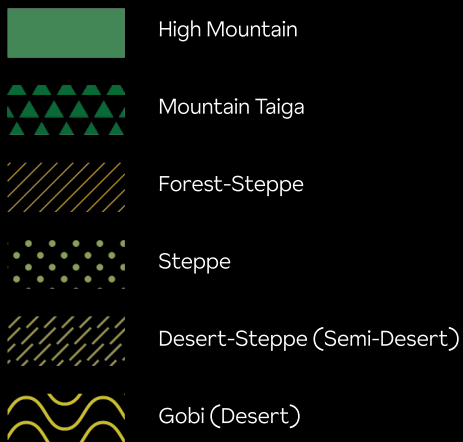 High Mountain
Mountain Taiga
Forest-Steppe
Steppe
Desert-Steppe (Semi-Desert)
Gobi (Desert)